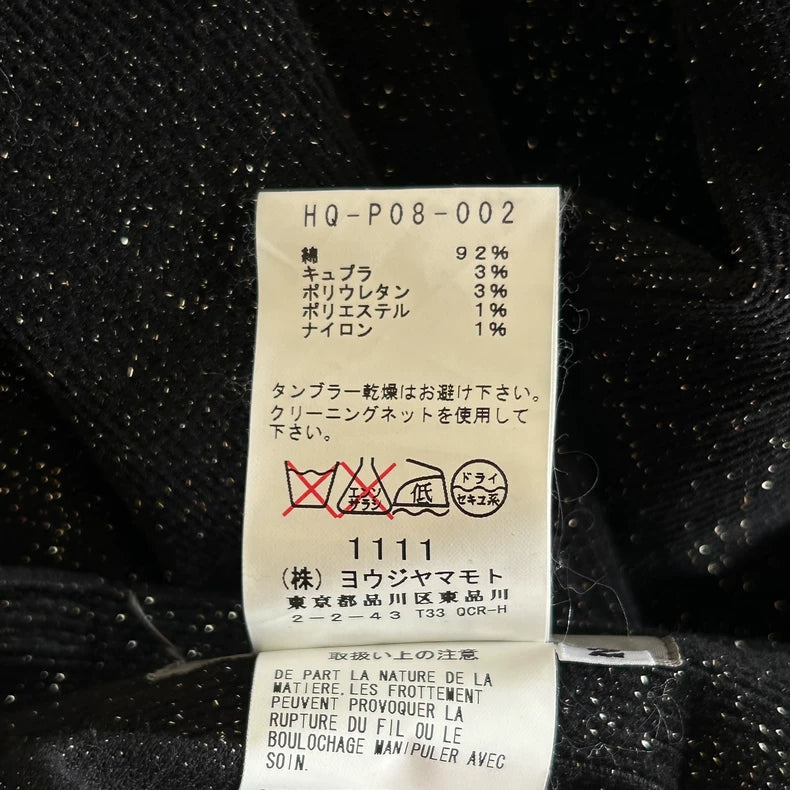 HQ-P08-002
綿 92%
キュプラ 3%
ポリウレタン 3%
ポリエステル 1%
ナイロン 1%
タンブラー乾燥はお避け下さい。
クリーニングネットを使用して
下さい。
エンソ
サラシ
低
ドライ
セキユ系
1111
(株) ヨウジヤマモト
東京都品川区東品川
2-2-43 T33 QCR-H
取扱い上の注意
DE PART LA NATURE DE LA
MATIERE,LES FROTTEMENT
PEUVENT PROVOQUER LA
RUPTURE DU FIL OU LE
BOULOCHAGE MANIPULER AVEC
SOIN.